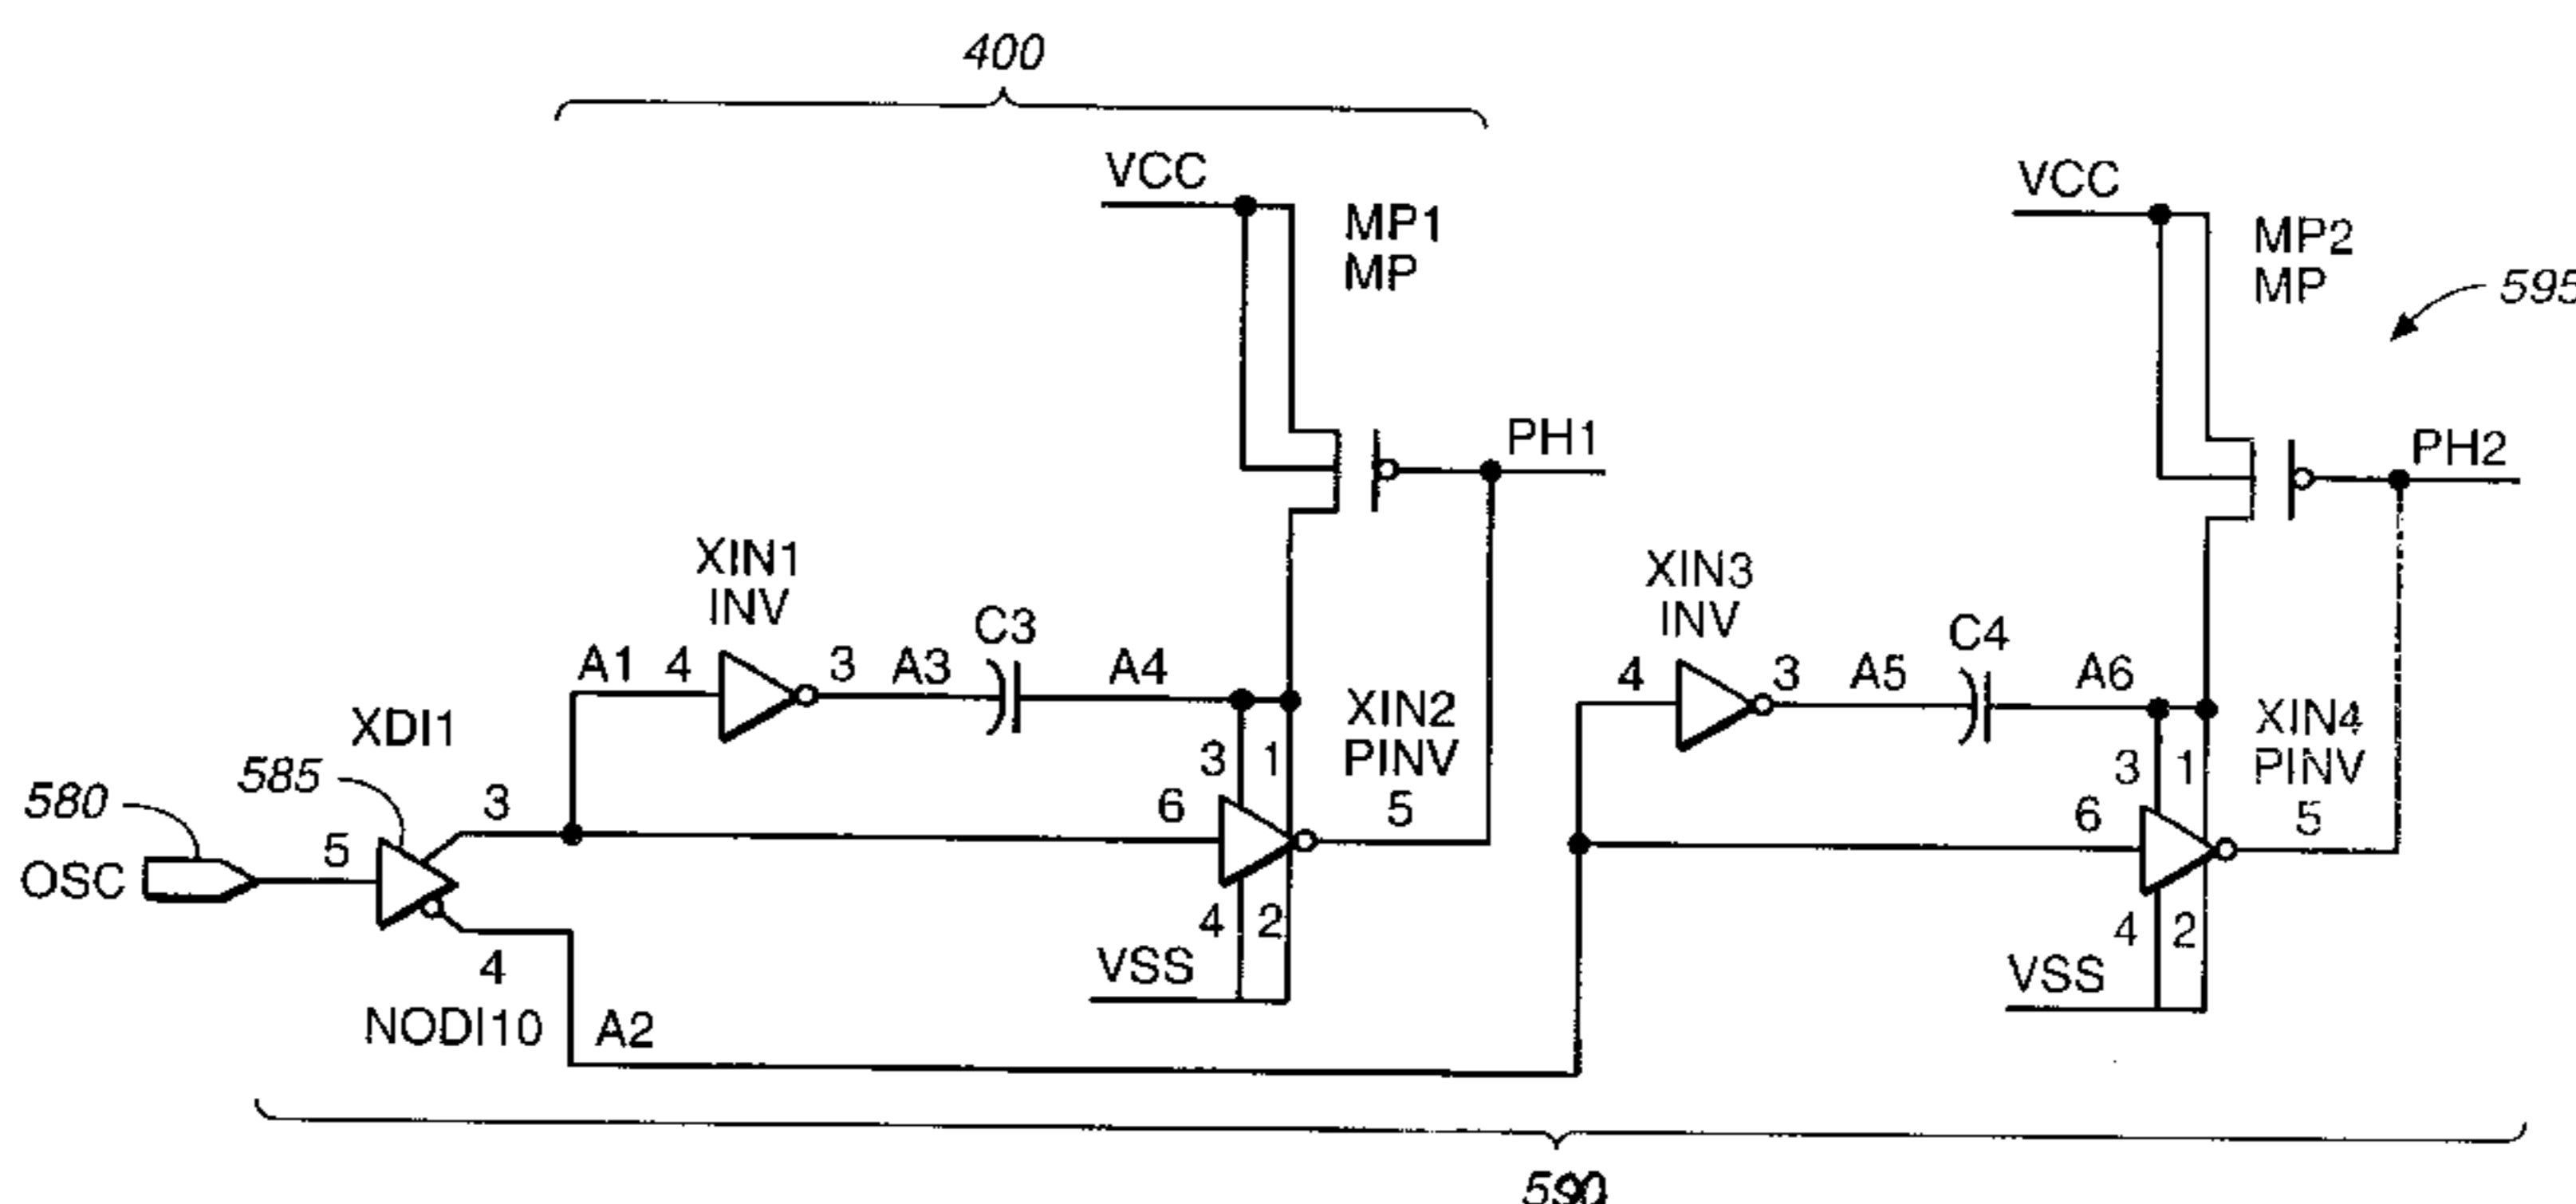 400
VCC
MP1
MP
VCC
MP2
MP
595
PH1
PH2
XIN1
INV
C3
A1 4
3 A3
A4
XIN2
PINV
XIN3
INV
C4
4
3 A5
A6
XIN4
PINV
XDI1
585
580
OSC
5
3
6
3 1
5
4 2
VSS
6
3 1
5
4 2
VSS
4
NODI10
A2
590